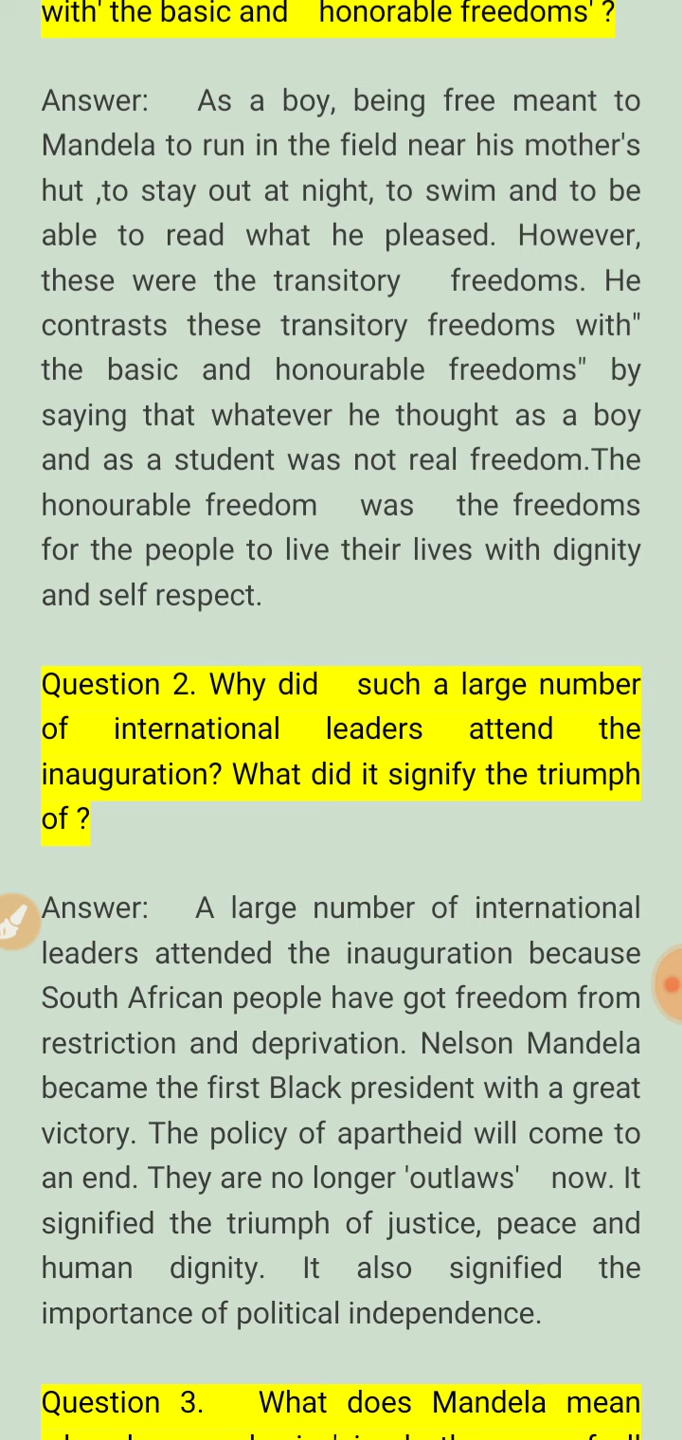 with' the basic and honorable freedoms' ?
Answer: As a boy, being free meant to
Mandela to run in the field near his mother's
hut ,to stay out at night, to swim and to be
able to read what he pleased. However,
these were the transitory freedoms. He
contrasts these transitory freedoms with"
the basic and honourable freedoms" by
saying that whatever he thought as a boy
and as a student was not real freedom.The
honourable freedom was the freedoms
for the people to live their lives with dignity
and self respect.
Question 2. Why did such a large number
of international leaders attend the
inauguration? What did it signify the triumph
of ?
Answer: A large number of international
leaders attended the inauguration because
South African people have got freedom from
restriction and deprivation. Nelson Mandela
became the first Black president with a great
victory. The policy of apartheid will come to
an end. They are no longer 'outlaws' now. It
signified the triumph of justice, peace and
human dignity. It also signified the
importance of political independence.
Question 3. What does Mandela mean